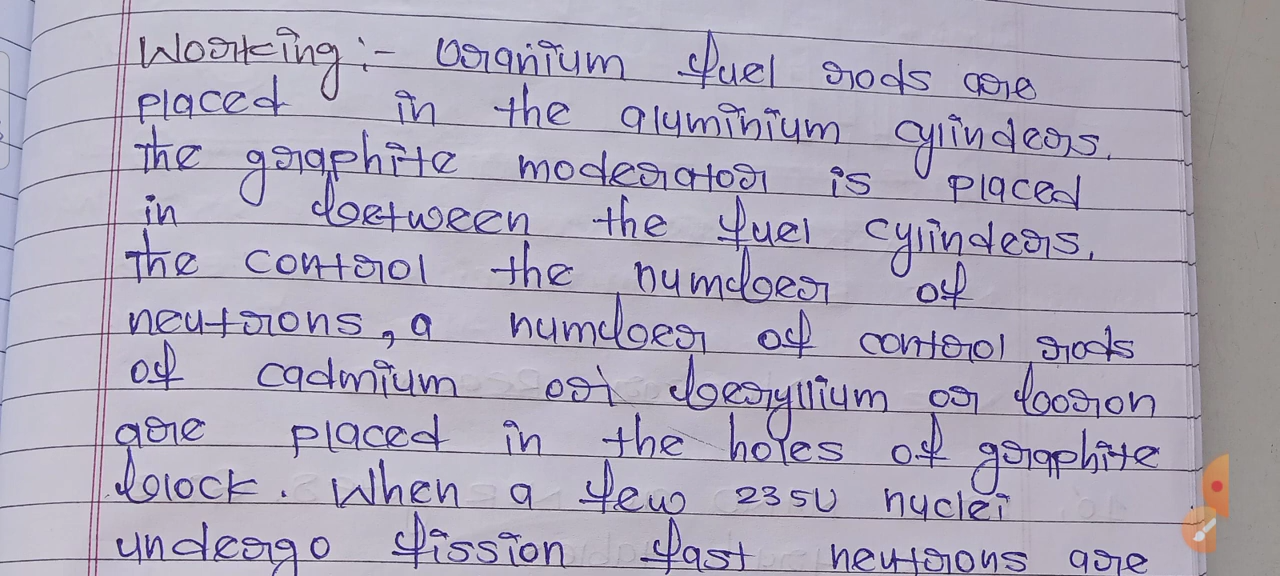 Working :- Uranium fuel rods are
placed in the aluminium cylinders.
the graphite moderator is placed
in between the fuel cylinders.
the control the number of
neutrons, a number of control rods
of cadmium or beryllium or boron
are placed in the holes of graphite
block. When a few 235U nuclei
undergo fission fast neutrons are